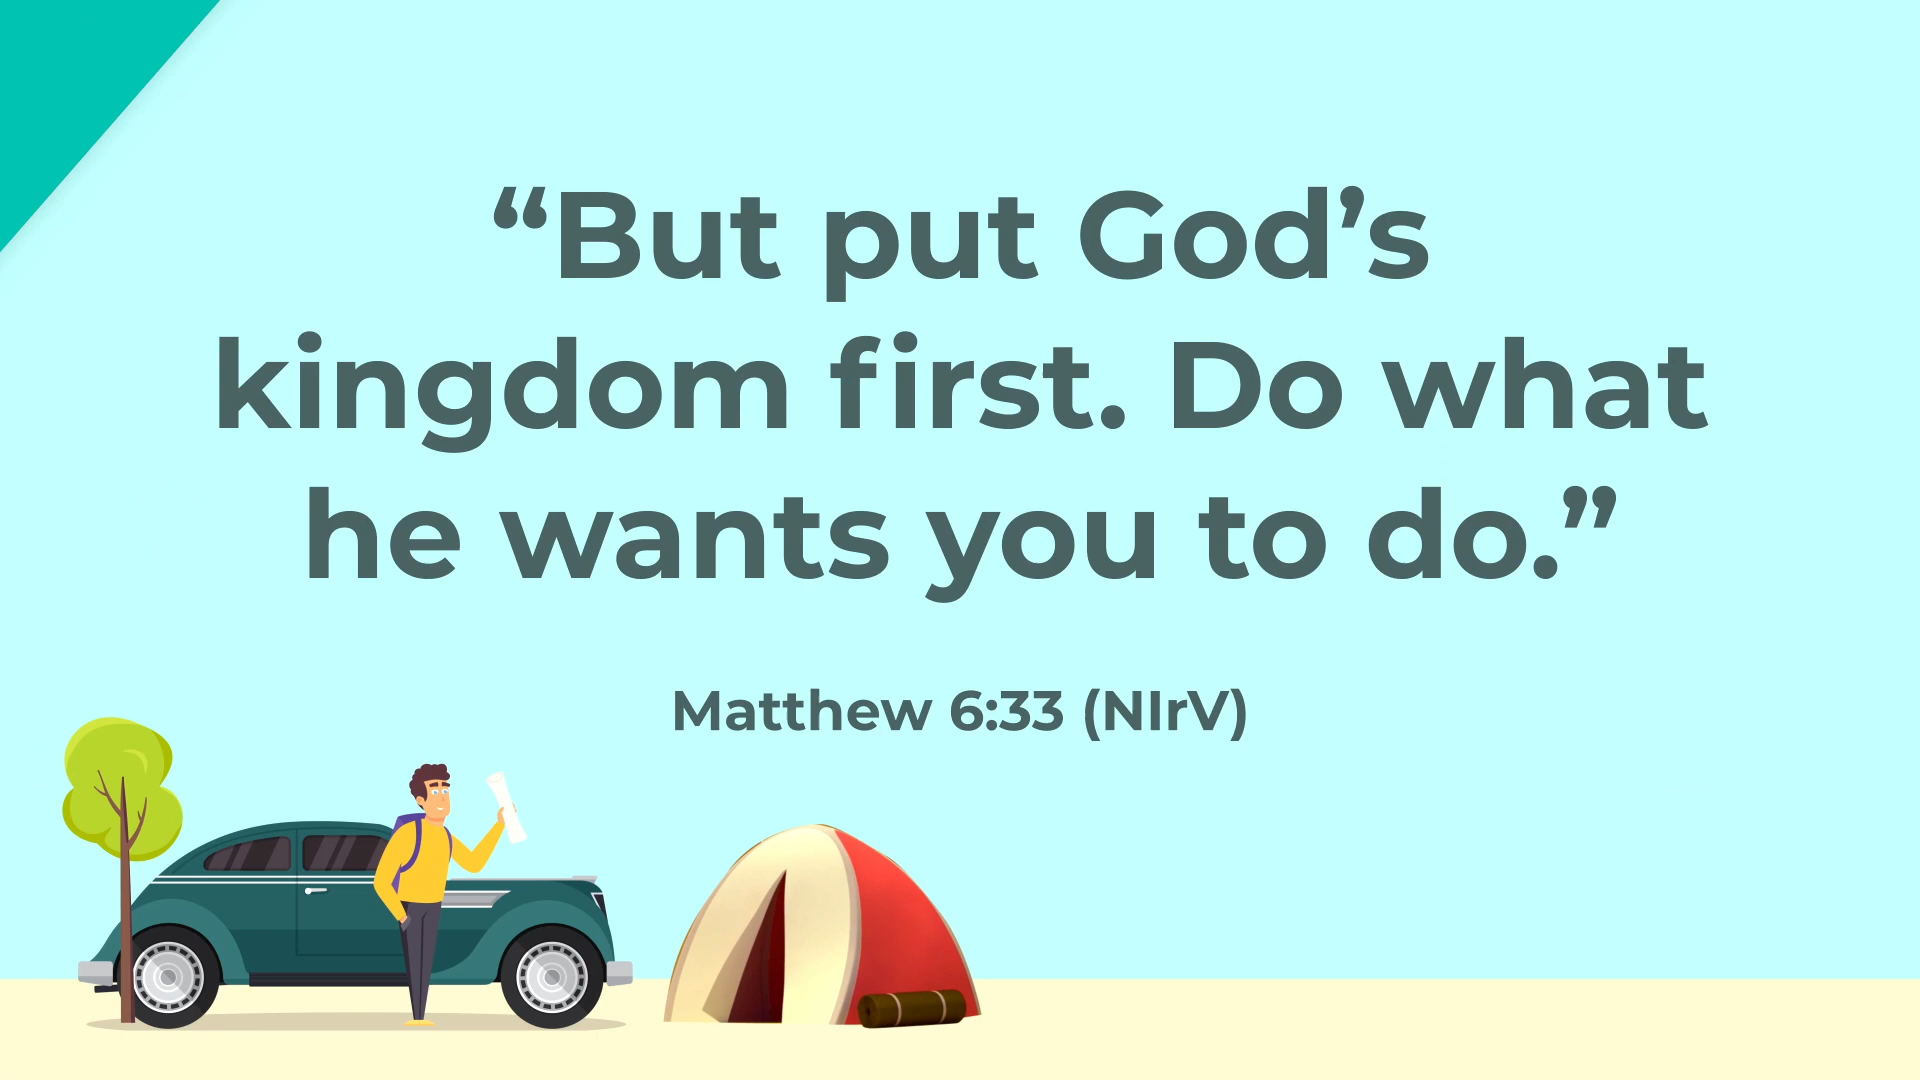 “But put God’s
kingdom first. Do what
he wants you to do.”
Matthew 6:33 (NIrV)